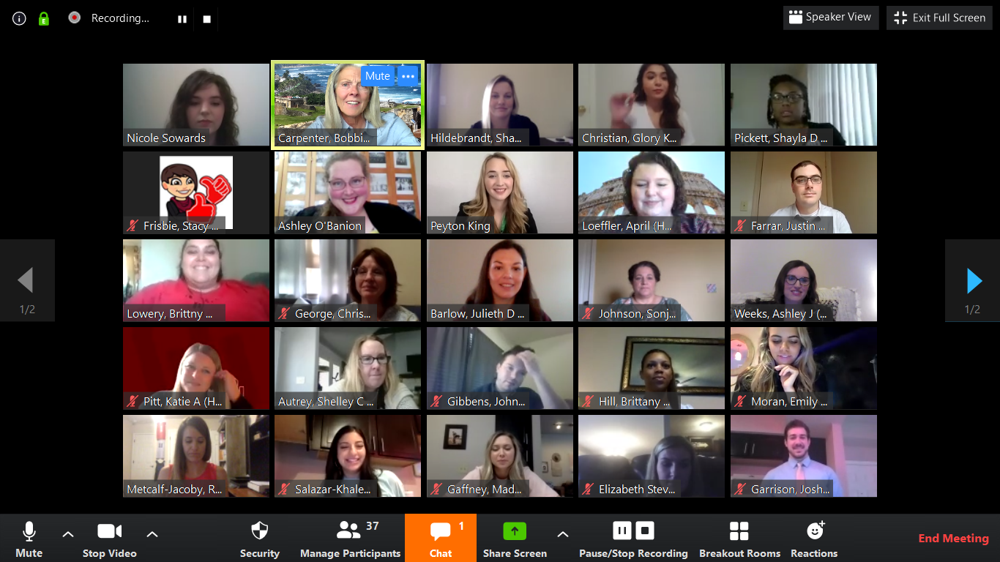 Recording...
Speaker View
Exit Full Screen
Mute
Nicole Sowards
Carpenter, Bobbi...
Hildebrandt, Sha...
Christian, Glory K...
Pickett, Shayla D ...
Frisbie, Stacy ...
Ashley O'Banion
Peyton King
Loeffler, April (H...
Farrar, Justin ...
1/2
1/2
Lowery, Brittny ...
George, Chris...
Barlow, Julieth D ...
Johnson, Sonj...
Weeks, Ashley J (...
Pitt, Katie A (H...
Autrey, Shelley C ...
Gibbens, John...
Hill, Brittany ...
Moran, Emily ...
Metcalf-Jacoby, R...
Salazar-Khale...
Gaffney, Mad...
Elizabeth Stev...
Garrison, Josh...
37
1
Mute
Stop Video
Security
Manage Participants
Chat
Share Screen
Pause/Stop Recording
Breakout Rooms
Reactions
End Meeting